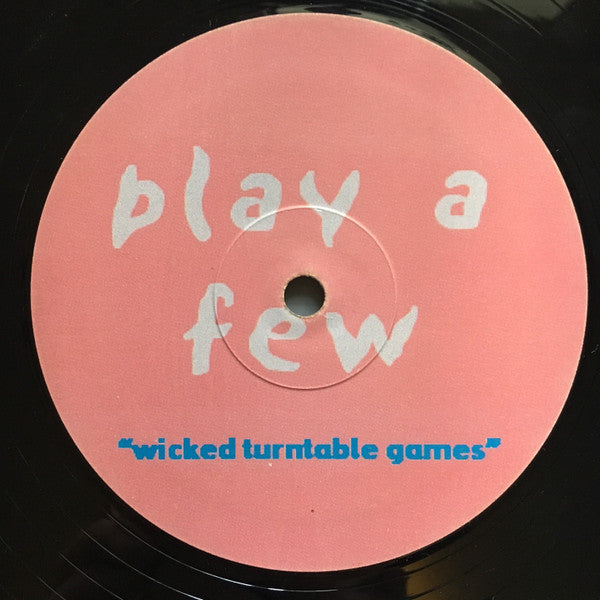 play a
few
“wicked turntable games”